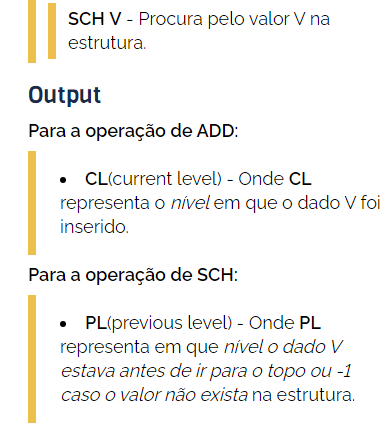 SCH V - Procura pelo valor V na
estrutura.
Output
Para a operação de ADD:
• CL(current level) - Onde CL
representa o nível em que o dado V foi
inserido.
Para a operação de SCH:
• PL(previous level) - Onde PL
representa em que nível o dado V
estava antes de ir para o topo ou -1
caso o valor não exista na estrutura.